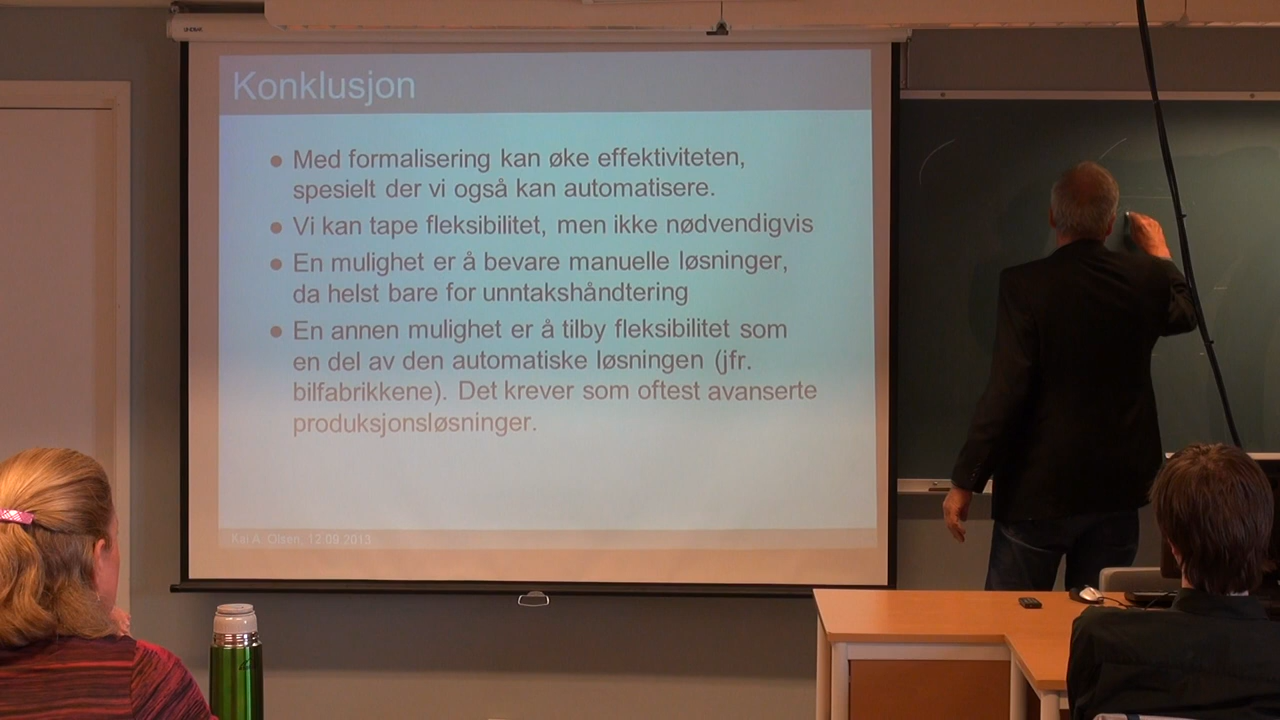 Konklusjon
● Med formalisering kan øke effektiviteten,
spesielt der vi også kan automatisere.
● Vi kan tape fleksibilitet, men ikke nødvendigvis
● En mulighet er å bevare manuelle løsninger,
da helst bare for unntakshåndtering
● En annen mulighet er å tilby fleksibilitet som
en del av den automatiske løsningen (jfr.
bilfabrikkene). Det krever som oftest avanserte
produksjonsløsninger.
Kai A. Olsen, 12.09.2013